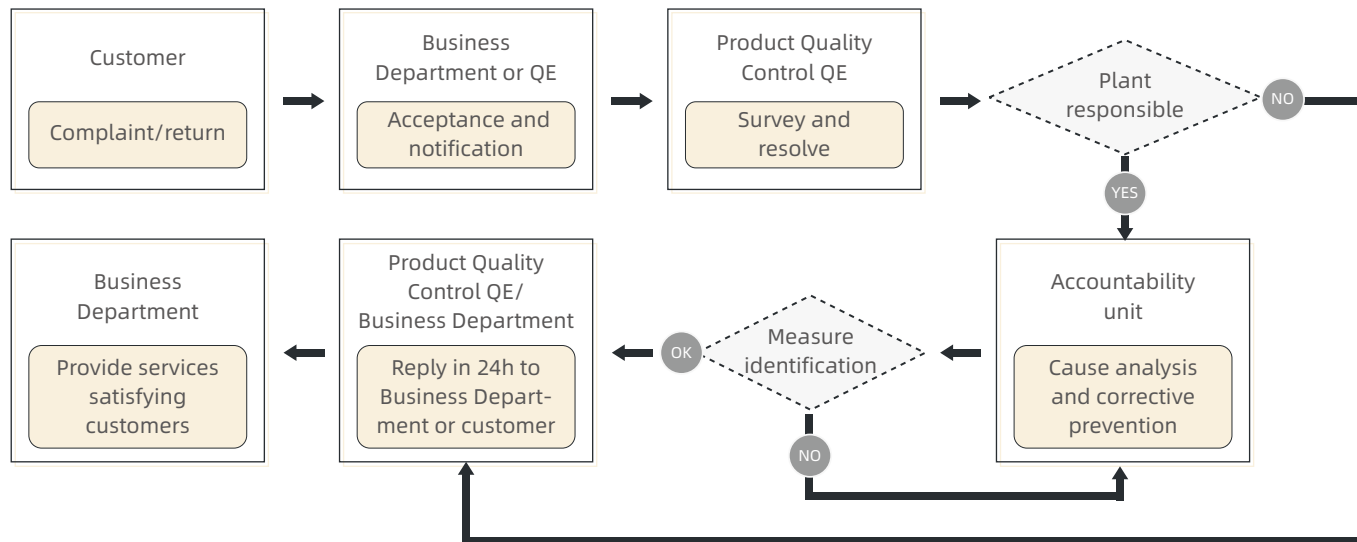 Customer
Complaint/return
Business
Department or QE
Acceptance and
notification
Product Quality
Control QE
Survey and
resolve
Plant
responsible
NO
YES
Business
Department
Provide services
satisfying
customers
Product Quality
Control QE/
Business Department
Reply in 24h to
Business Depart-
ment or customer
OK
Measure
identification
NO
Accountability
unit
Cause analysis
and corrective
prevention